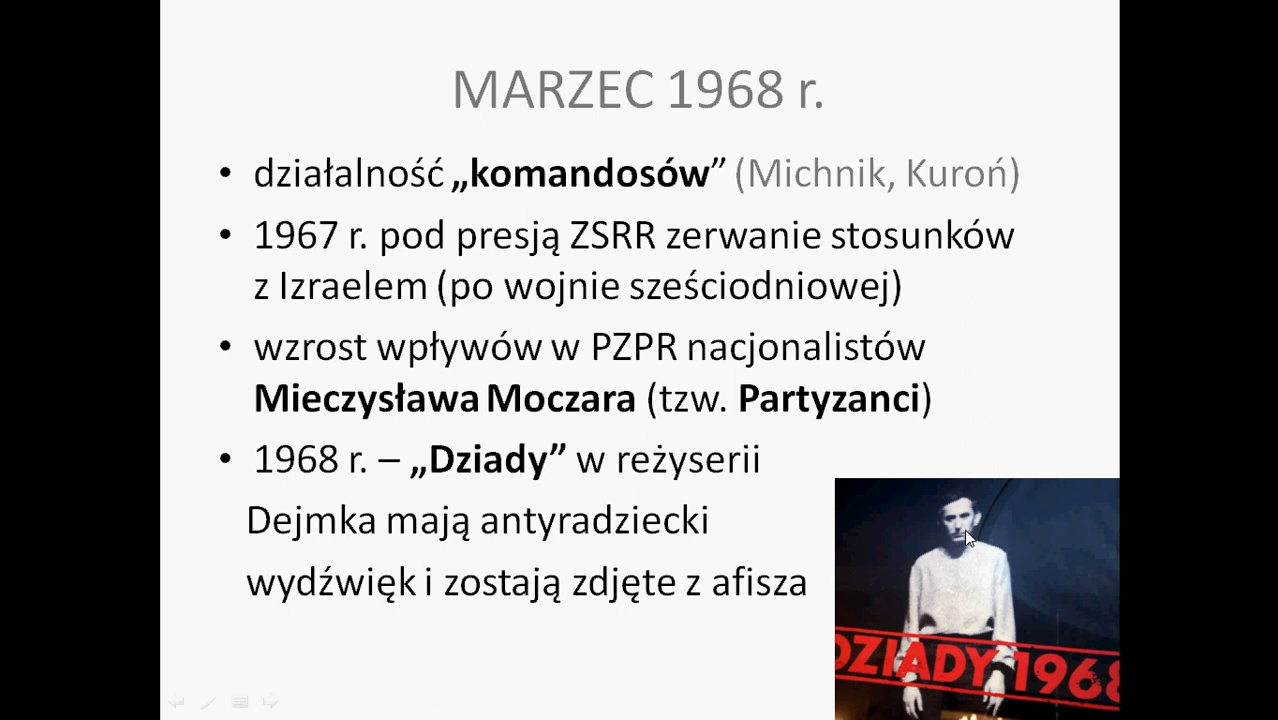 MARZEC 1968 r.
• działalność „komandosów” (Michnik, Kuroń)
• 1967 r. pod presją ZSRR zerwanie stosunków
z Izraelem (po wojnie sześciodniowej)
• wzrost wpływów w PZPR nacjonalistów
Mieczysława Moczara (tzw. Partyzanci)
• 1968 r. – „Dziady” w reżyserii
Dejmka mają antyradziecki
wydźwięk i zostają zdjęte z afisza
DZIADY 1968